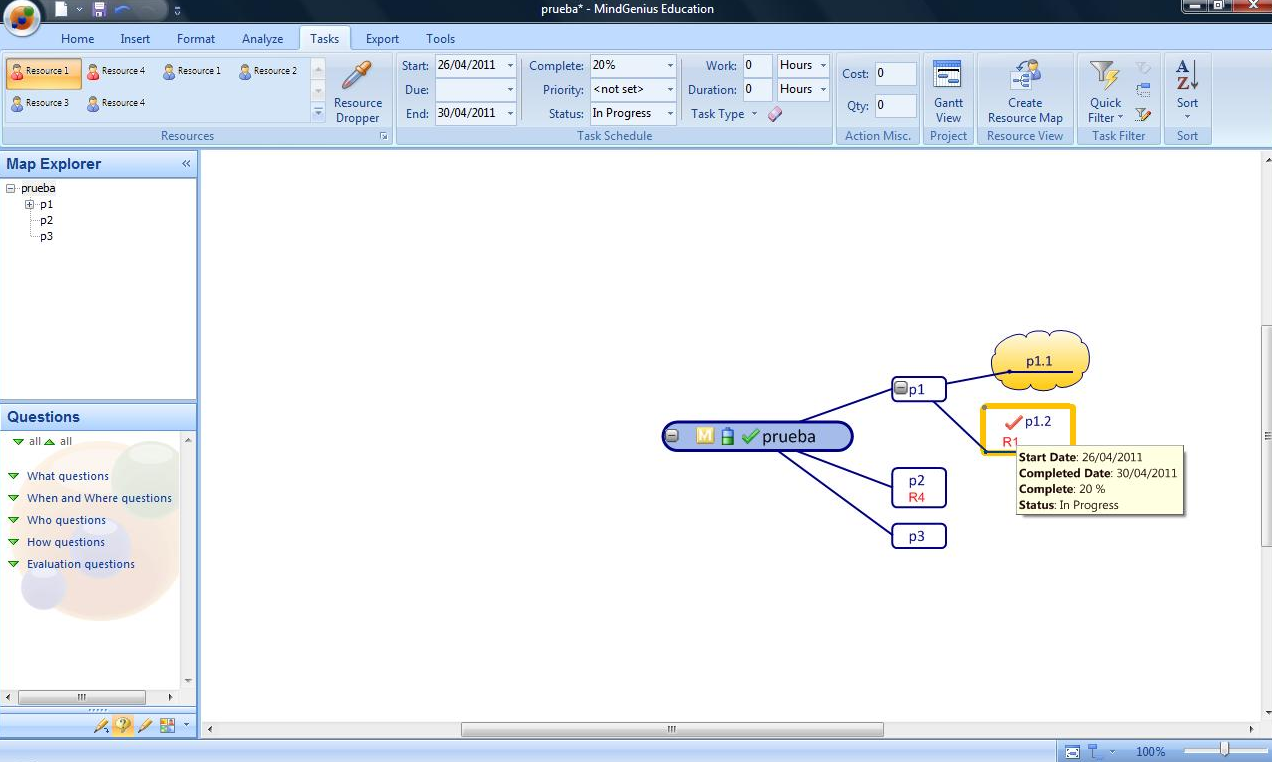 prueba* - MindGenius Education
Home Insert Format Analyze Tasks Export Tools
Resource 1 Resource 4 Resource 1 Resource 2
Resource 3 Resource 4
Resource Dropper
Resources
Start: 26/04/2011 Complete: 20% Work: 0 Hours
Due: Priority: <not set> Duration: 0 Hours
End: 30/04/2011 Status: In Progress Task Type
Task Schedule
Cost: 0
Qty: 0
Action Misc.
Gantt
View
Project
Create
Resource Map
Resource View
Quick
Filter
Task Filter
A
Z
Sort
Sort
Map Explorer «
prueba
p1
p2
p3
Questions
all all
What questions
When and Where questions
Who questions
How questions
Evaluation questions
p1.1
p1
p1.2
R1
M prueba
Start Date: 26/04/2011
Completed Date: 30/04/2011
Complete: 20 %
Status: In Progress
p2
R4
p3
100%